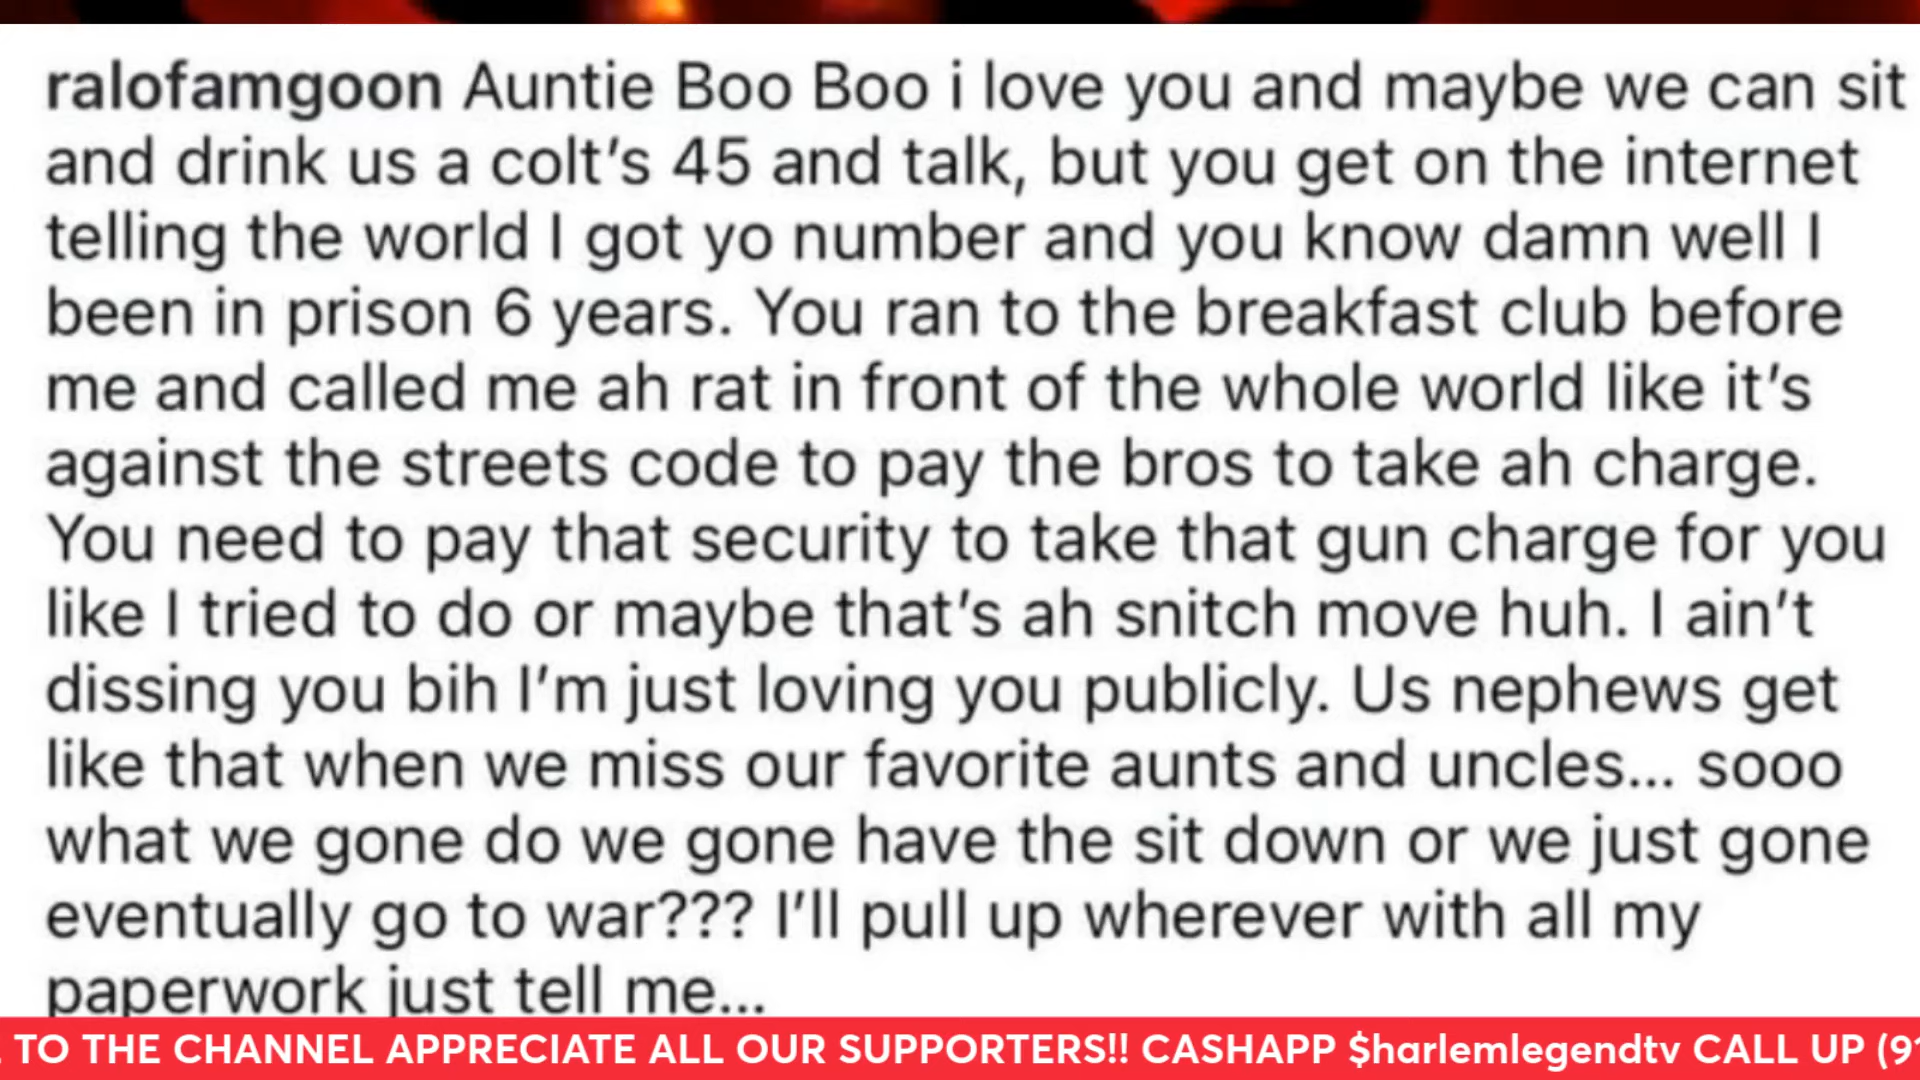 ralofamgoon Auntie Boo Boo i love you and maybe we can sit
and drink us a colt's 45 and talk, but you get on the internet
telling the world I got yo number and you know damn well I
been in prison 6 years. You ran to the breakfast club before
me and called me ah rat in front of the whole world like it's
against the streets code to pay the bros to take ah charge.
You need to pay that security to take that gun charge for you
like I tried to do or maybe that's ah snitch move huh. I ain't
dissing you bih I'm just loving you publicly. Us nephews get
like that when we miss our favorite aunts and uncles... sooo
what we gone do we gone have the sit down or we just gone
eventually go to war??? I'll pull up wherever with all my
paperwork just tell me...
TO THE CHANNEL APPRECIATE ALL OUR SUPPORTERS!! CASHAPP $harlemlegendtv CALL UP (9